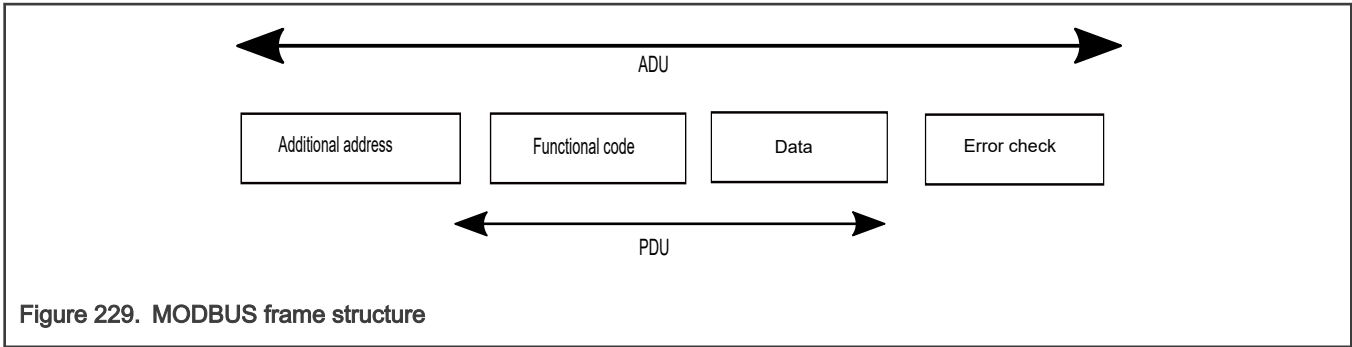 ADU
Additional address
Functional code
Data
Error check
PDU
Figure 229. MODBUS frame structure